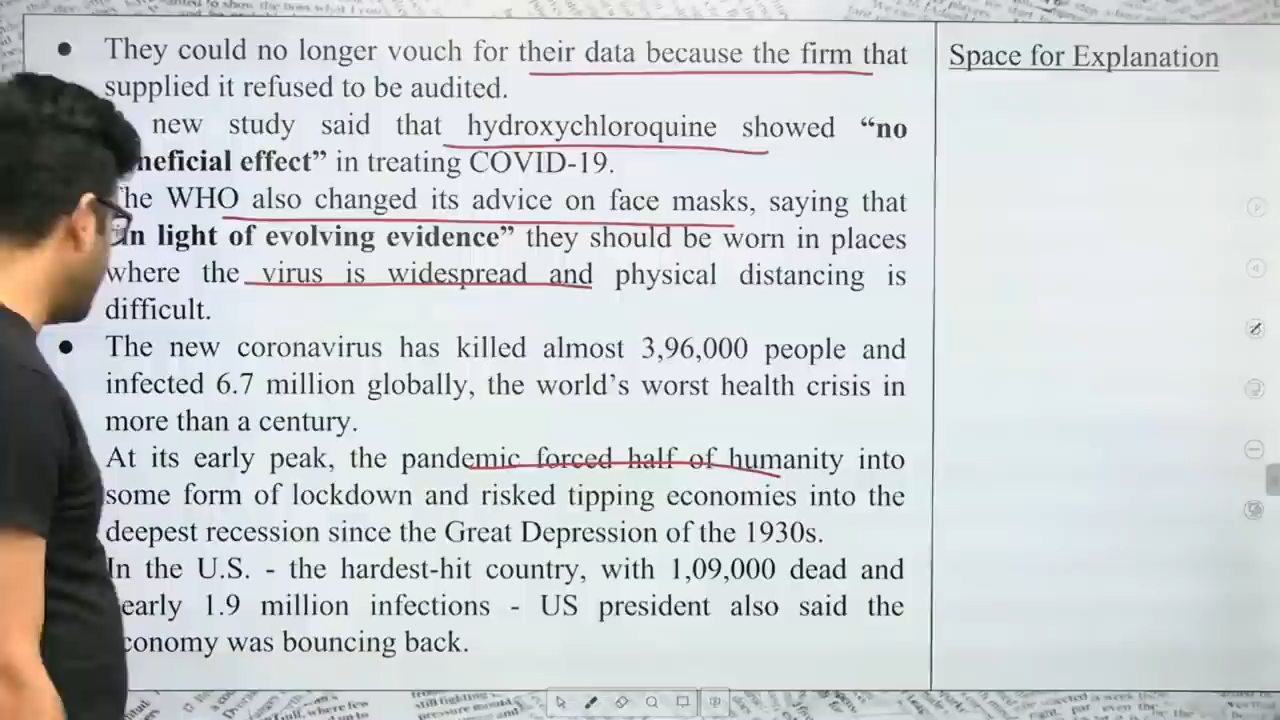 They could no longer vouch for their data because the firm that
supplied it refused to be audited.
new study said that hydroxychloroquine showed “no
neficial effect” in treating COVID-19.
he WHO also changed its advice on face masks, saying that
in light of evolving evidence” they should be worn in places
where the virus is widespread and physical distancing is
difficult.
The new coronavirus has killed almost 3,96,000 people and
infected 6.7 million globally, the world’s worst health crisis in
more than a century.
At its early peak, the pandemic forced half of humanity into
some form of lockdown and risked tipping economies into the
deepest recession since the Great Depression of the 1930s.
In the U.S. - the hardest-hit country, with 1,09,000 dead and
early 1.9 million infections - US president also said the
conomy was bouncing back.
Space for Explanation